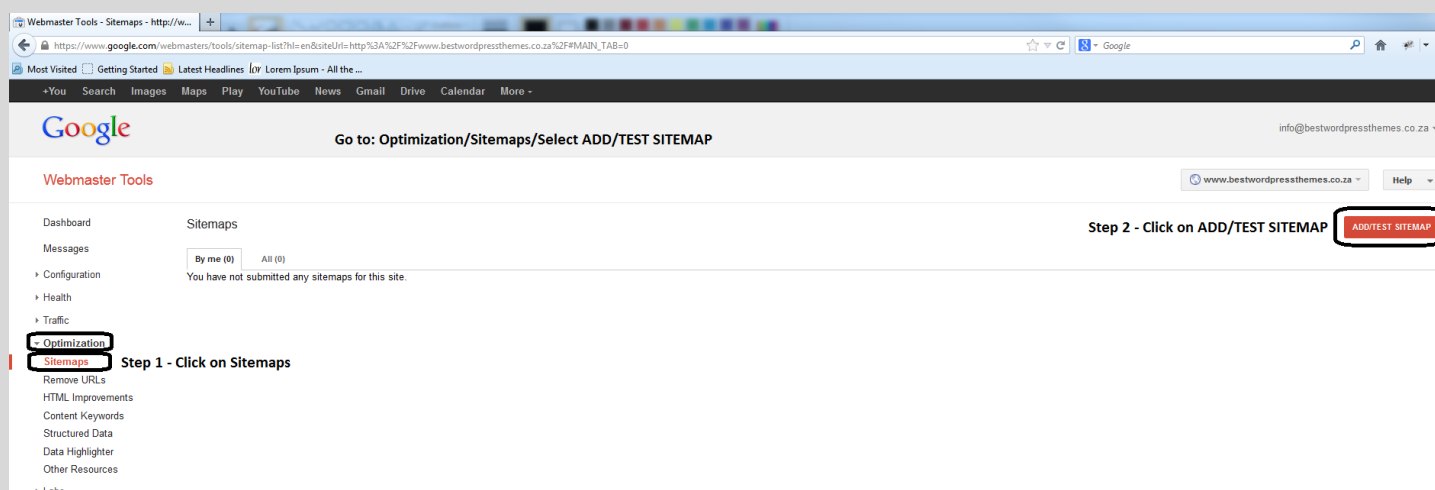 Webmaster Tools - Sitemaps - http://w...
https://www.google.com/webmasters/tools/sitemap-list?hl=en&siteUrl=http%3A%2F%2Fwww.bestwordpressthemes.co.za%2F#MAIN_TAB=0
Google
Most Visited Getting Started Latest Headlines Lorem Ipsum - All the ...
+You Search Images Maps Play YouTube News Gmail Drive Calendar More
Google
Go to: Optimization/Sitemaps/Select ADD/TEST SITEMAP
info@bestwordpressthemes.co.za
Webmaster Tools
www.bestwordpressthemes.co.za
Help
Dashboard
Sitemaps
Step 2 - Click on ADD/TEST SITEMAP
ADD/TEST SITEMAP
Messages
By me (0) All (0)
Configuration
You have not submitted any sitemaps for this site.
Health
Traffic
Optimization
Sitemaps
Step 1 - Click on Sitemaps
Remove URLs
HTML Improvements
Content Keywords
Structured Data
Data Highlighter
Other Resources